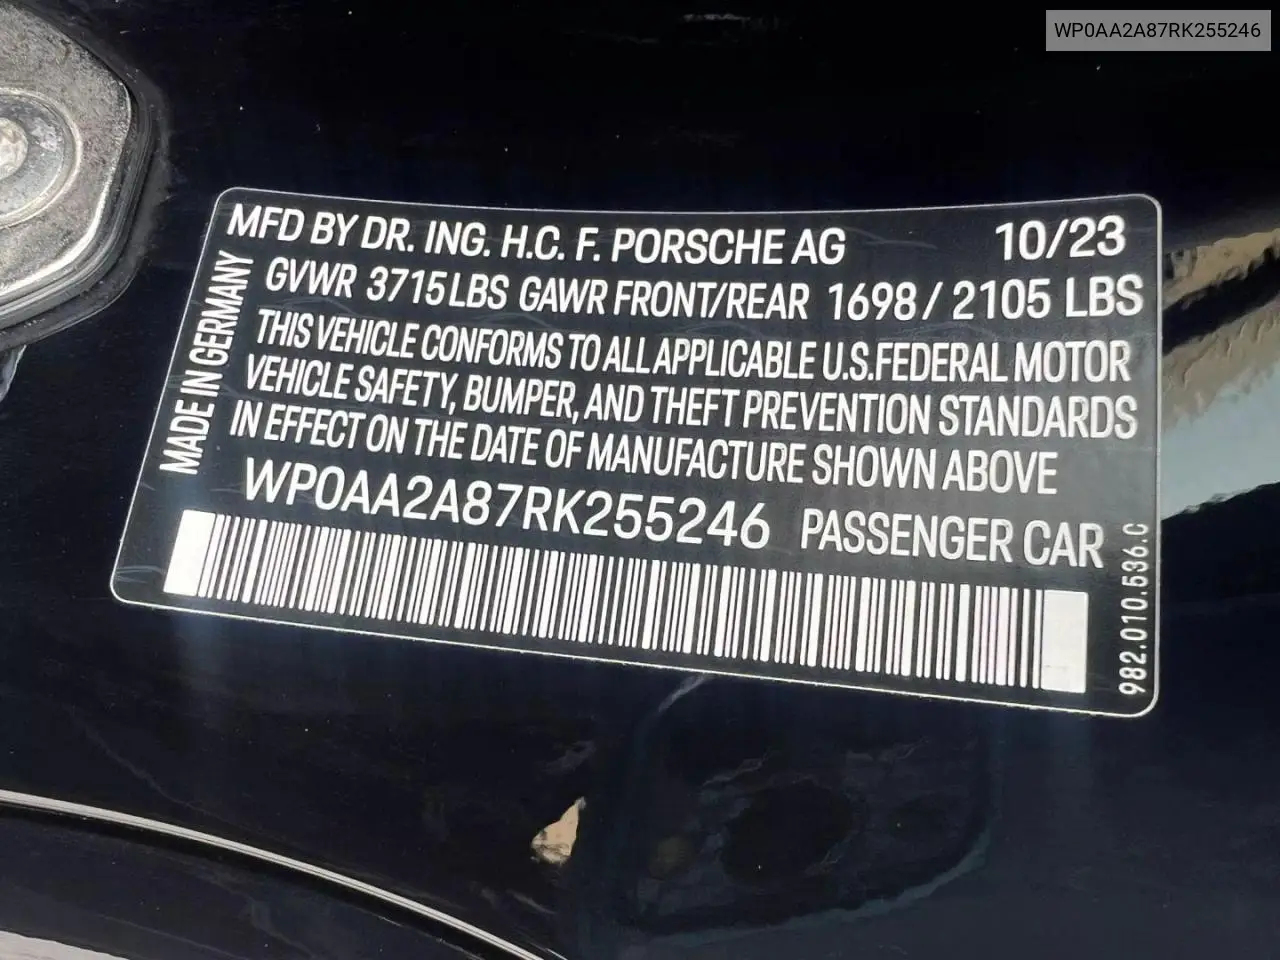 WP0AA2A87RK255246
MFD BY DR. ING. H.C. F. PORSCHE AG 10/23
GVWR 3715 LBS GAWR FRONT/REAR 1698 / 2105 LBS
THIS VEHICLE CONFORMS TO ALL APPLICABLE U.S.FEDERAL MOTOR
VEHICLE SAFETY, BUMPER, AND THEFT PREVENTION STANDARDS
IN EFFECT ON THE DATE OF MANUFACTURE SHOWN ABOVE
WP0AA2A87RK255246 PASSENGER CAR
MADE IN GERMANY
982.010.536.C